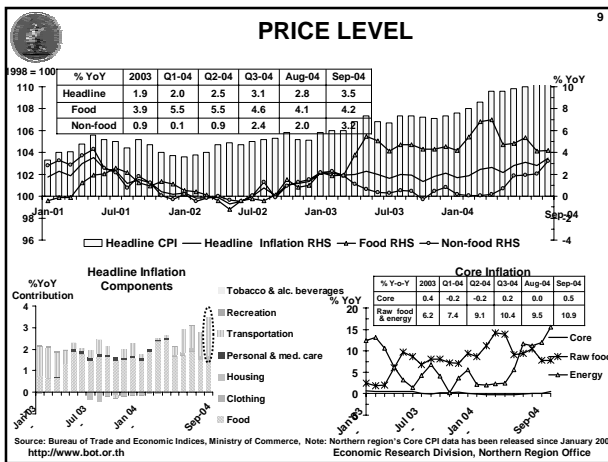 9
PRICE LEVEL
1998 = 100
% YoY
% YoY 2003 Q1-04 Q2-04 Q3-04 Aug-04 Sep-04
Headline 1.9 2.0 2.5 3.1 2.8 3.5
Food 3.9 5.5 5.5 4.6 4.1 4.2
Non-food 0.9 0.1 0.9 2.4 2.0 3.2
110 10
108 8
106 6
104 4
102 2
100 0
98 -2
96 -4
Jan-01 Jul-01 Jan-02 Jul-02 Jan-03 Jul-03 Jan-04 Sep-04
Headline CPI Headline Inflation RHS Food RHS Non-food RHS
Headline Inflation
Components
%YoY
Contribution
4
3
2
1
0
-1
Jan-03 Jul-03 Jan-04 Sep-04
Tobacco & alc. beverages
Recreation
Transportation
Personal & med. care
Housing
Clothing
Food
Core Inflation
% Y-o-Y 2003 Q1-04 Q2-04 Q3-04 Aug-04 Sep-04
Core 0.4 -0.2 -0.2 0.2 0.0 0.5
Raw food & energy 6.2 7.4 9.1 10.4 9.5 10.9
% YoY
20
15
10
5
0
Jan-03 Jul-03 Jan-04 Sep-04
Core
Raw food
Energy
Source: Bureau of Trade and Economic Indices, Ministry of Commerce, Note: Northern region's Core CPI data has been released since January 200
http://www.bot.or.th Economic Research Division, Northern Region Office